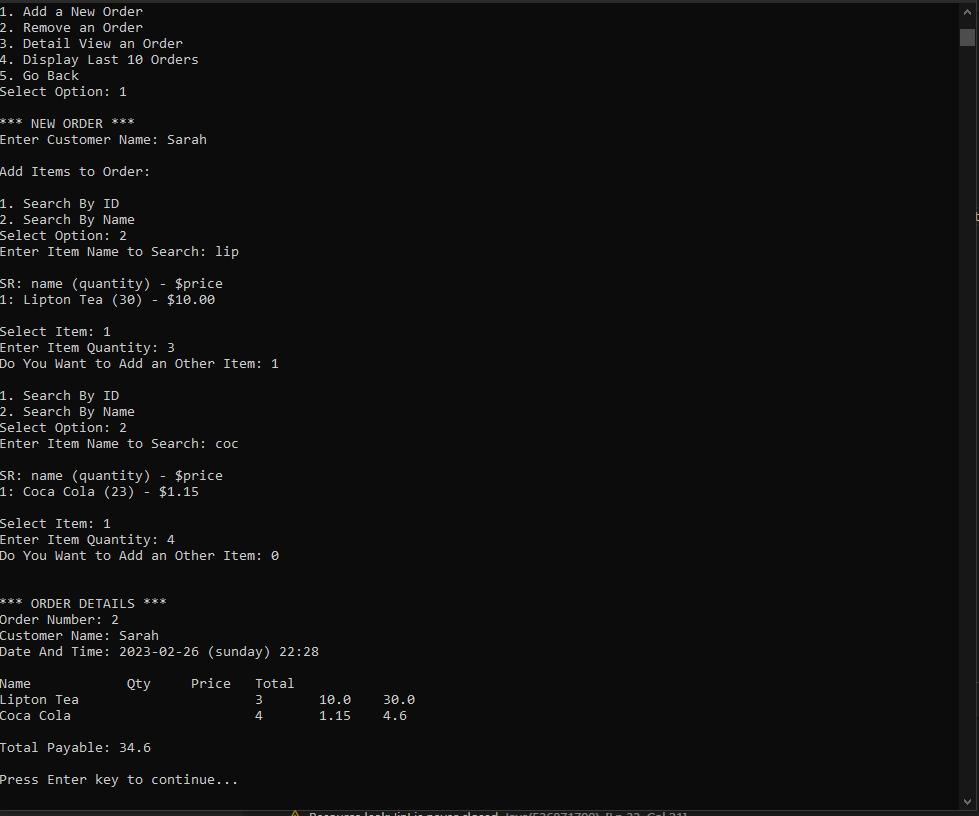 1. Add a New Order
2. Remove an Order
3. Detail View an Order
4. Display Last 10 Orders
5. Go Back
Select Option: 1
*** NEW ORDER ***
Enter Customer Name: Sarah
Add Items to Order:
1. Search By ID
2. Search By Name
Select Option: 2
Enter Item Name to Search: lip
SR: name (quantity) - $price
1: Lipton Tea (30) - $10.00
Select Item: 1
Enter Item Quantity: 3
Do You Want to Add an Other Item: 1
1. Search By ID
2. Search By Name
Select Option: 2
Enter Item Name to Search: coc
SR: name (quantity) - $price
1: Coca Cola (23) - $1.15
Select Item: 1
Enter Item Quantity: 4
Do You Want to Add an Other Item: 0
*** ORDER DETAILS ***
Order Number: 2
Customer Name: Sarah
Date And Time: 2023-02-26 (sunday) 22:28
Name Qty Price Total
Lipton Tea 3 10.0 30.0
Coca Cola 4 1.15 4.6
Total Payable: 34.6
Press Enter key to continue...